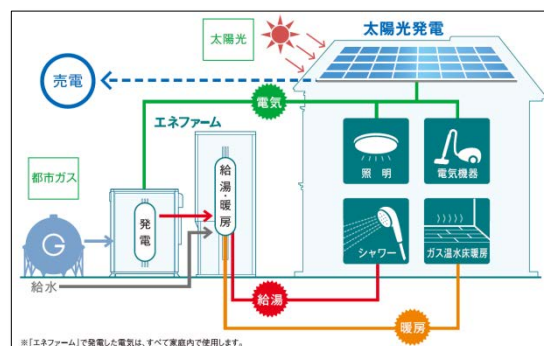 太陽光
太陽光発電
売電
電気
エネファーム
照明
電気機器
都市ガス
給湯・暖房
発電
G
シャワー
ガス温水床暖房
給水
給湯
暖房
※「エネファーム」で発電した電気は、すべて家庭内で使用します。